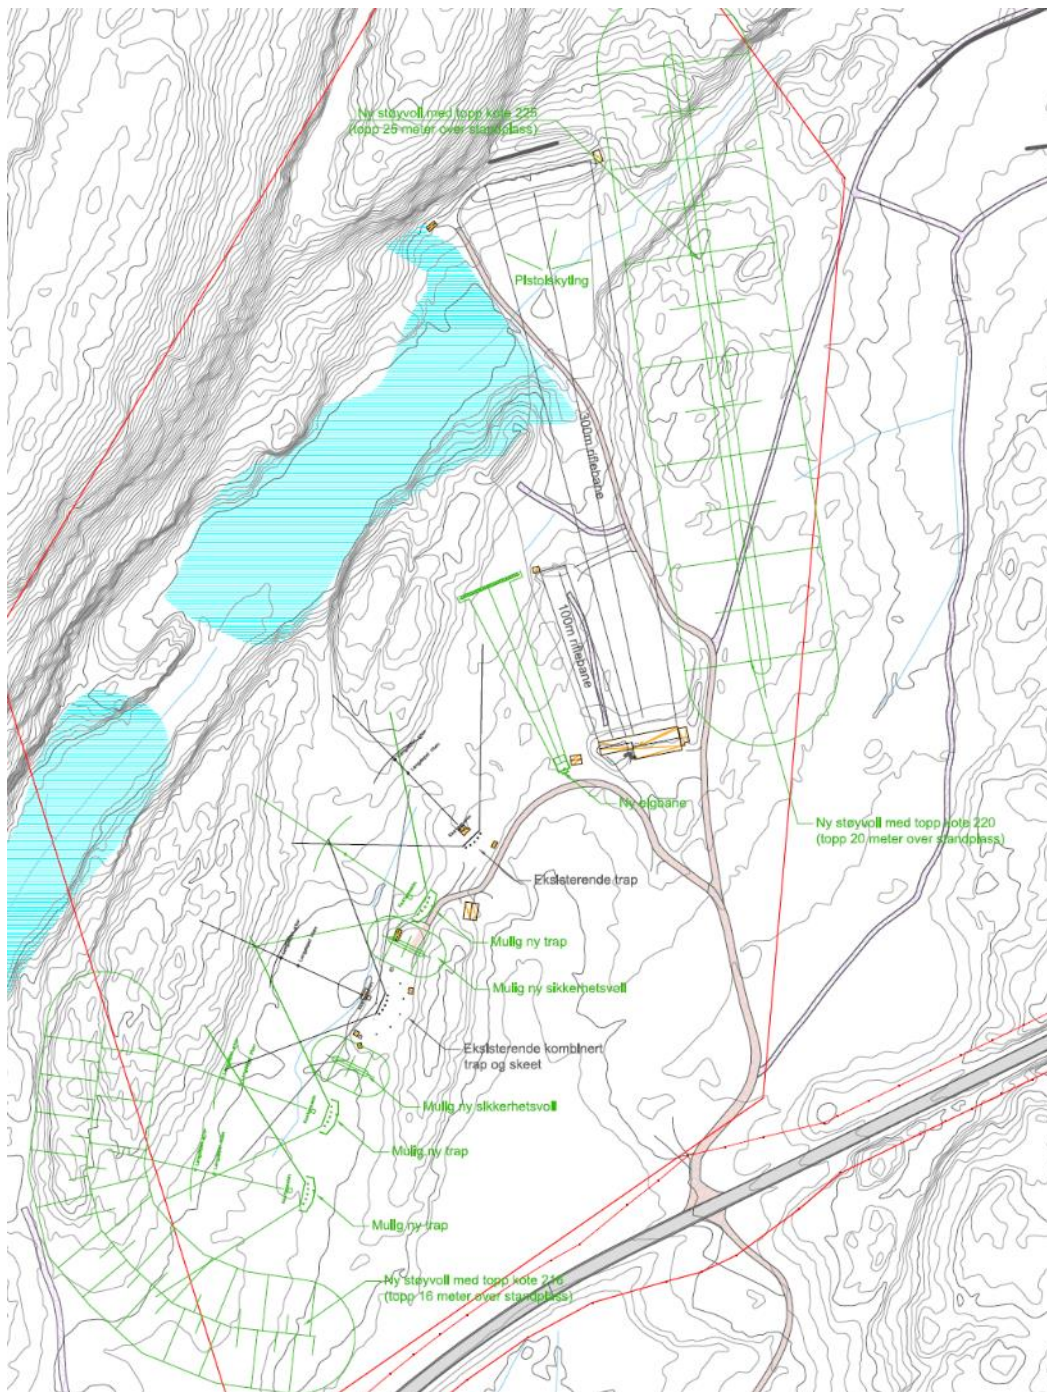 Ny støyvoll med topp kote 225
(topp 25 meter over standplass)
Pistolskyting
300m riflebane
100m riflebane
Ny elgbane
Ny støyvoll med topp kote 220
(topp 20 meter over standplass)
Eksisterende trap
Mulig ny trap
Mulig ny sikkerhetsvoll
Eksisterende kombinert
trap og skeet
Mulig ny sikkerhetsvoll
Mulig ny trap
Mulig ny trap
Ny støyvoll med topp kote 216
(topp 16 meter over standplass)